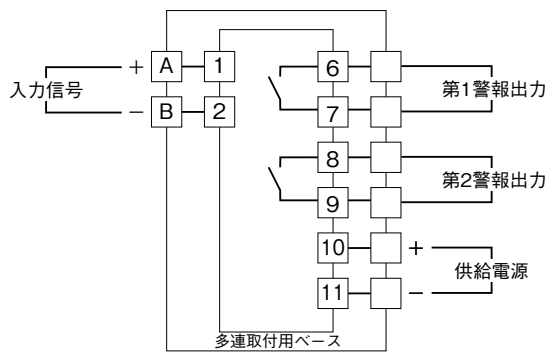 入力信号
+ A 1
− B 2
6
7
第1警報出力
8
9
第2警報出力
10 +
11 −
供給電源
多連取付用ベース